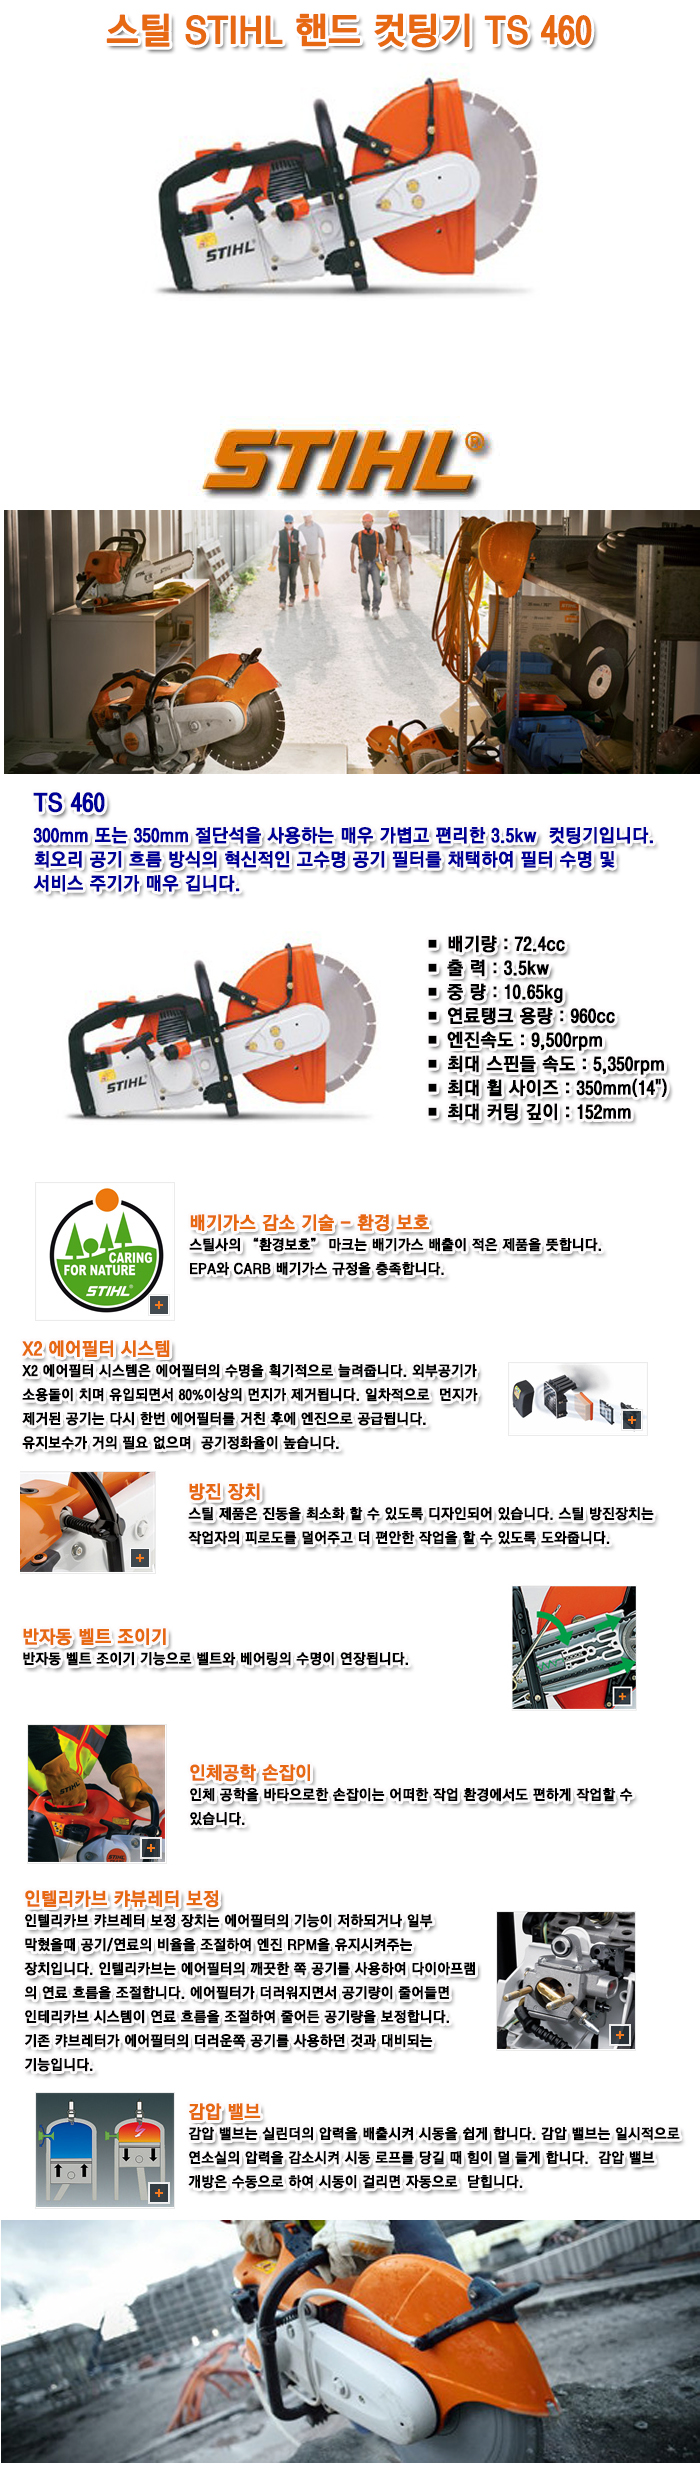 스틸 STIHL 핸드 컷팅기 TS 460
STIHL
STIHL®
TS 460
300mm 또는 350mm 절단석을 사용하는 매우 가볍고 편리한 3.5kw 컷팅기입니다.
회오리 공기 흐름 방식의 혁신적인 고수명 공기 필터를 채택하여 필터 수명 및
서비스 주기가 매우 깁니다.
STIHL
■ 배기량 : 72.4cc
■ 출 력 : 3.5kw
■ 중 량 : 10.65kg
■ 연료탱크 용량 : 960cc
■ 엔진속도 : 9,500rpm
■ 최대 스핀들 속도 : 5,350rpm
■ 최대 휠 사이즈 : 350mm(14")
■ 최대 커팅 깊이 : 152mm
CARING
FOR NATURE
STIHL®
배기가스 감소 기술 - 환경 보호
스틸사의 “환경보호” 마크는 배기가스 배출이 적은 제품을 뜻합니다.
EPA와 CARB 배기가스 규정을 충족합니다.
X2 에어필터 시스템
X2 에어필터 시스템은 에어필터의 수명을 획기적으로 늘려줍니다. 외부공기가
소용돌이 치며 유입되면서 80%이상의 먼지가 제거됩니다. 일차적으로 먼지가
제거된 공기는 다시 한번 에어필터를 거친 후에 엔진으로 공급됩니다.
유지보수가 거의 필요 없으며 공기정화율이 높습니다.
방진 장치
스틸 제품은 진동을 최소화 할 수 있도록 디자인되어 있습니다. 스틸 방진장치는
작업자의 피로도를 덜어주고 더 편안한 작업을 할 수 있도록 도와줍니다.
반자동 벨트 조이기
반자동 벨트 조이기 기능으로 벨트와 베어링의 수명이 연장됩니다.
STIHL
인체공학 손잡이
인체 공학을 바타으로한 손잡이는 어떠한 작업 환경에서도 편하게 작업할 수
있습니다.
인텔리카브 캬뷰레터 보정
인텔리카브 캬브레터 보정 장치는 에어필터의 기능이 저하되거나 일부
막혔을때 공기/연료의 비율을 조절하여 엔진 RPM을 유지시켜주는
장치입니다. 인텔리카브는 에어필터의 깨끗한 쪽 공기를 사용하여 다이아프램
의 연료 흐름을 조절합니다. 에어필터가 더러워지면서 공기량이 줄어들면
인테리카브 시스템이 연료 흐름을 조절하여 줄어든 공기량을 보정합니다.
기존 캬브레터가 에어필터의 더러운쪽 공기를 사용하던 것과 대비되는
기능입니다.
감압 밸브
감압 밸브는 실린더의 압력을 배출시켜 시동을 쉽게 합니다. 감압 밸브는 일시적으로
연소실의 압력을 감소시켜 시동 로프를 당길 때 힘이 덜 들게 합니다. 감압 밸브
개방은 수동으로 하여 시동이 걸리면 자동으로 닫힙니다.